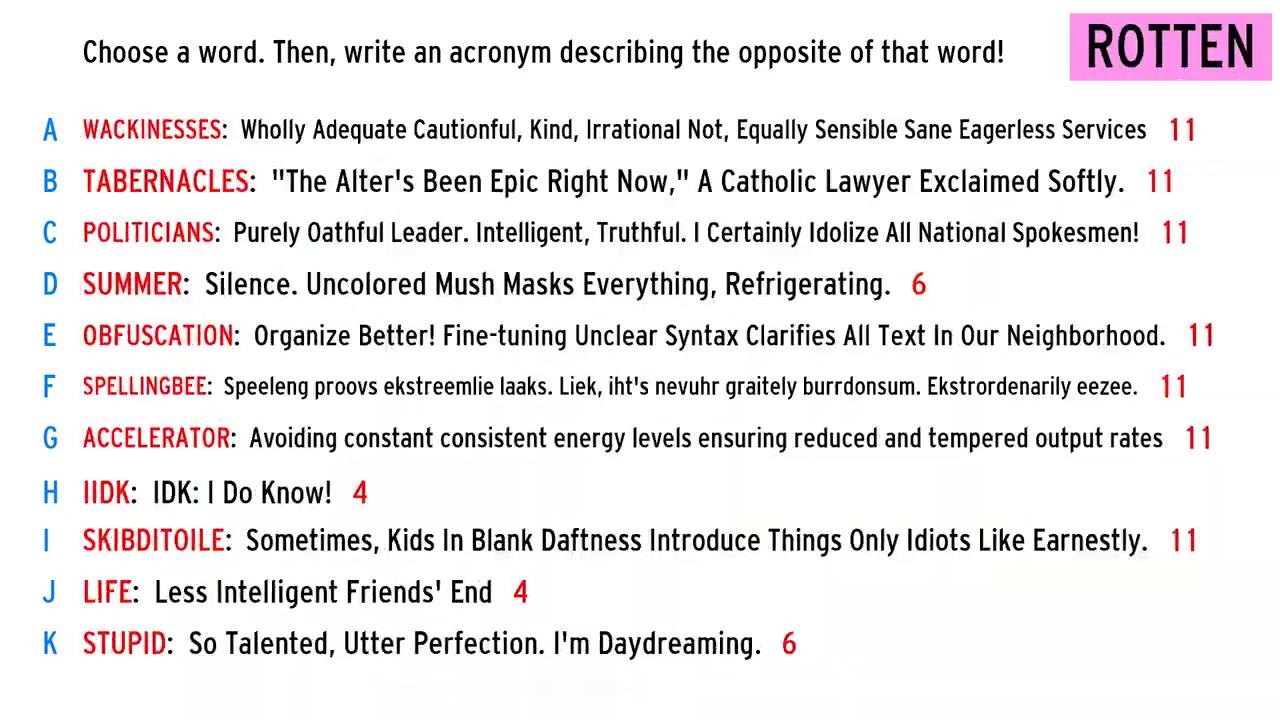 Choose a word. Then, write an acronym describing the opposite of that word!
ROTTEN
A WACKINESSES: Wholly Adequate Cautionful, Kind, Irrational Not, Equally Sensible Sane Eagerless Services 11
B TABERNACLES: "The Alter's Been Epic Right Now," A Catholic Lawyer Exclaimed Softly. 11
C POLITICIANS: Purely Oathful Leader. Intelligent, Truthful. I Certainly Idolize All National Spokesmen! 11
D SUMMER: Silence. Uncolored Mush Masks Everything, Refrigerating. 6
E OBFUSCATION: Organize Better! Fine-tuning Unclear Syntax Clarifies All Text In Our Neighborhood. 11
F SPELLINGBEE: Speeleng proovs ekstreemlie laaks. Liek, iht's nevuhr graitely burrdonsum. Ekstrordenarily eezee. 11
G ACCELERATOR: Avoiding constant consistent energy levels ensuring reduced and tempered output rates 11
H IIDK: IDK: I Do Know! 4
I SKIBDITOILE: Sometimes, Kids In Blank Daftness Introduce Things Only Idiots Like Earnestly. 11
J LIFE: Less Intelligent Friends' End 4
K STUPID: So Talented, Utter Perfection. I'm Daydreaming. 6